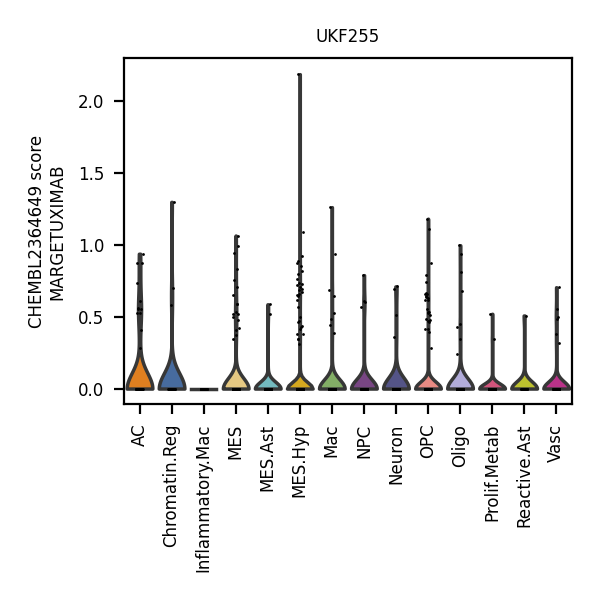 UKF255
CHEMBL2364649 score
MARGETUXIMAB
2.0
1.5
1.0
0.5
0.0
AC
Chromatin.Reg
Inflammatory.Mac
MES
MES.Ast
MES.Hyp
Mac
NPC
Neuron
OPC
Oligo
Prolif.Metab
Reactive.Ast
Vasc